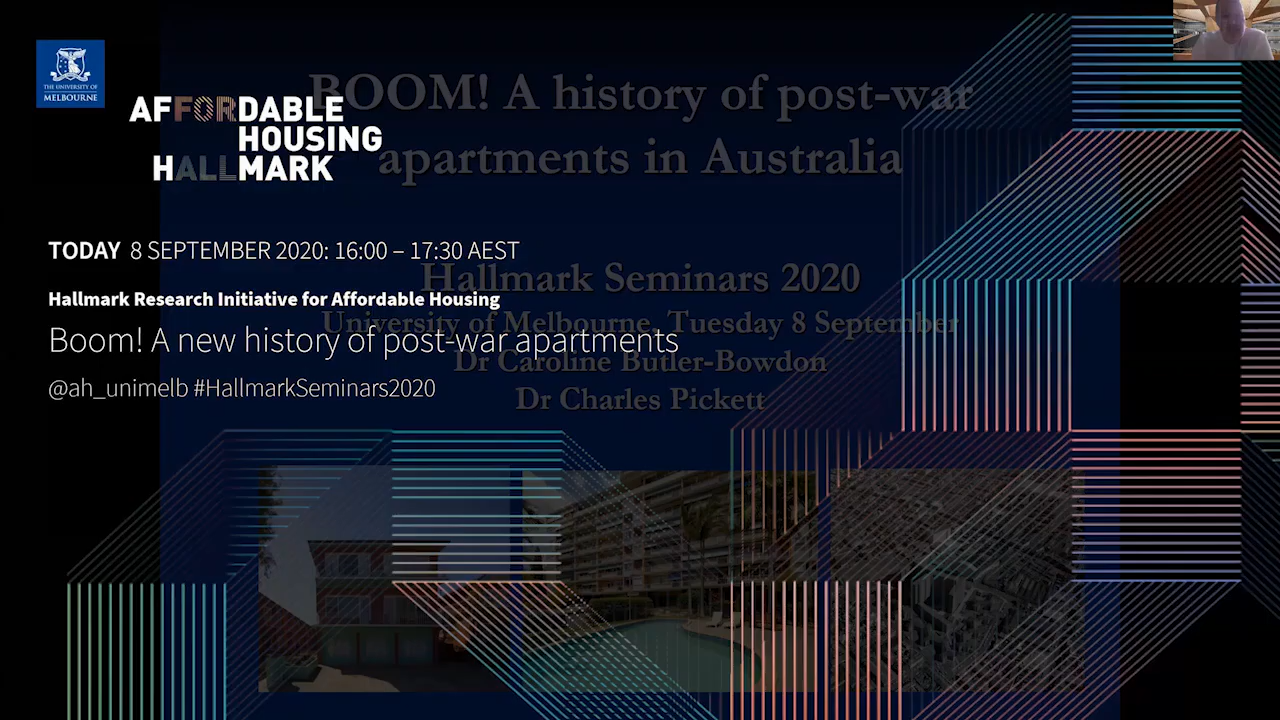 THE UNIVERSITY OF
MELBOURNE
AFFORDABLE
HOUSING
HALLMARK
BOOM! A history of post-war
apartments in Australia
TODAY 8 SEPTEMBER 2020: 16:00 – 17:30 AEST
Hallmark Seminars 2020
Hallmark Research Initiative for Affordable Housing
University of Melbourne, Tuesday 8 September
Boom! A new history of post-war apartments
Dr Caroline Butler-Bowdon
@ah_unimelb #HallmarkSeminars2020
Dr Charles Pickett